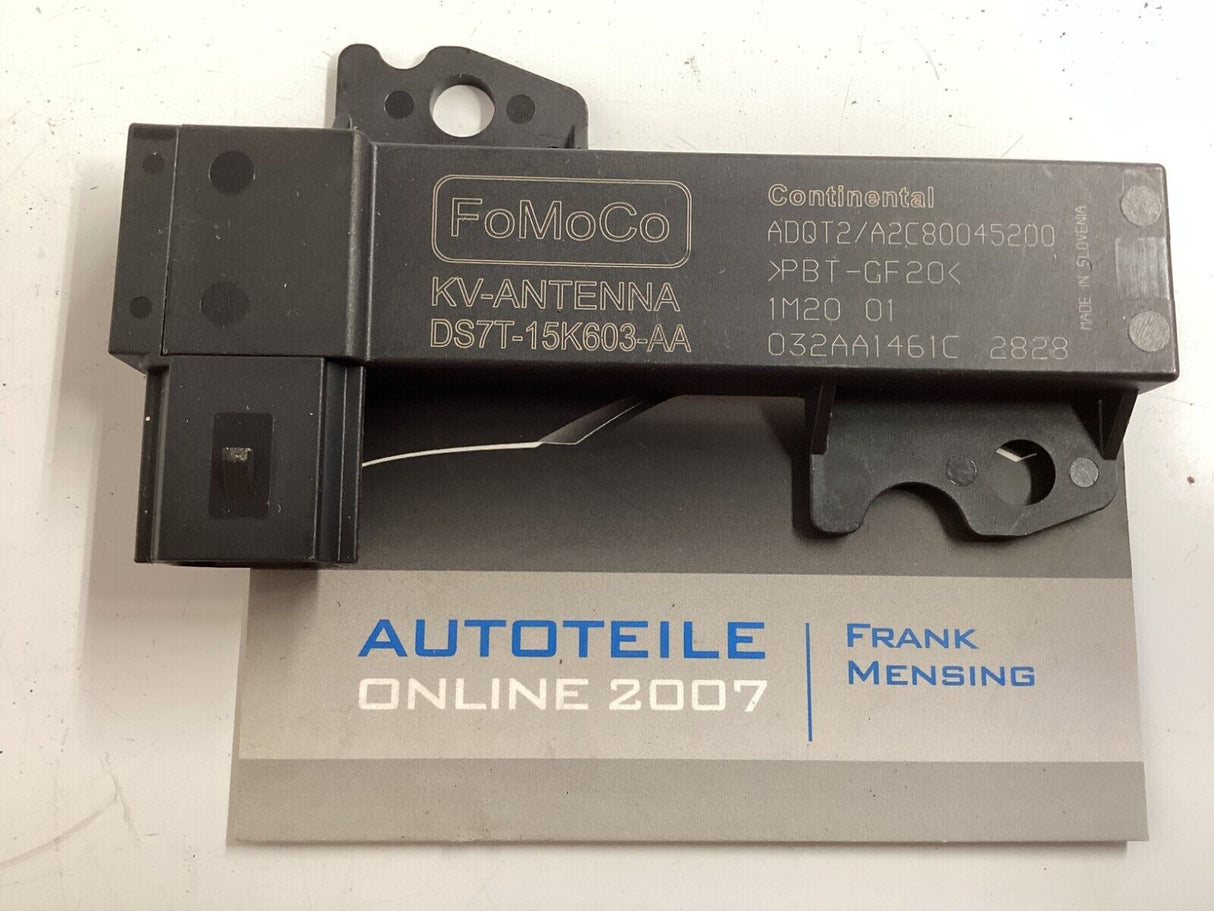 FoMoCo
KV-ANTENNA
DS7T-15K603-AA
Continental
ADQT2/A2C80045200
>PBT-GF20<
1M20 01
032AA1461C 2828
MADE IN SLOVENIA
AUTOTEILE
ONLINE 2007
FRANK
MENSING